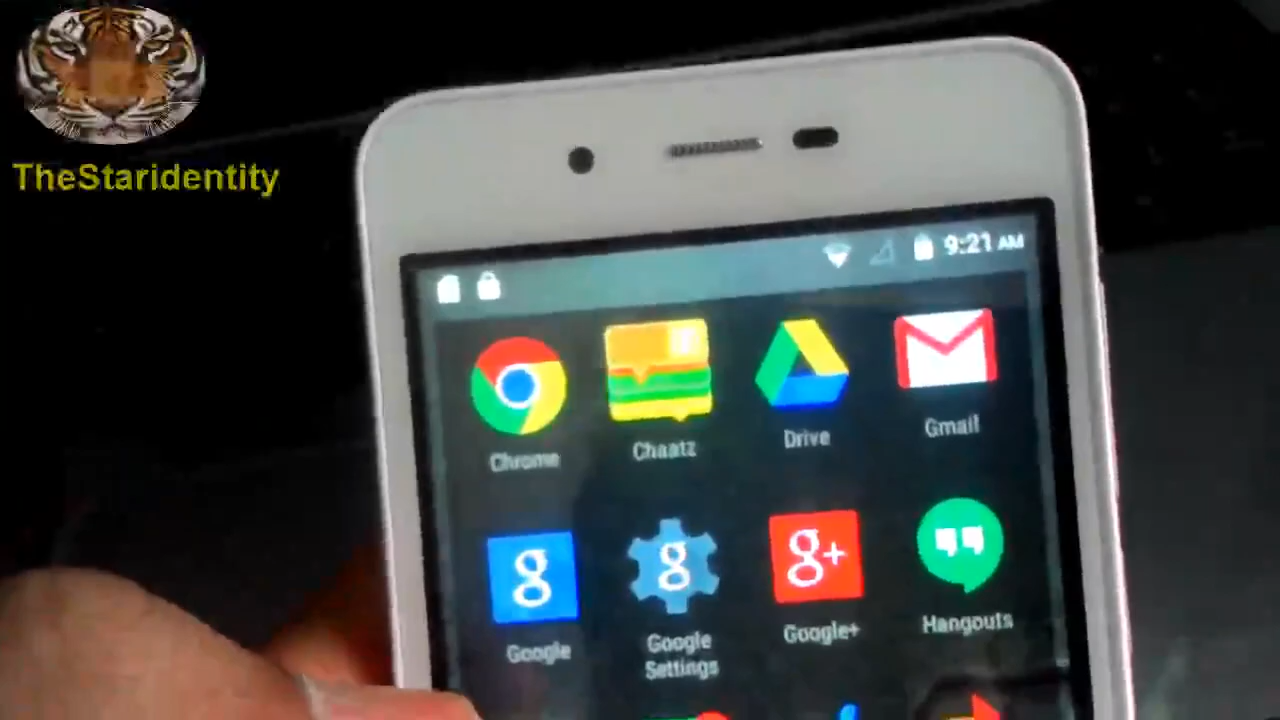 TheStaridentity
9:21 AM
Chrome
Chaatz
Drive
Gmail
g
g
g+
Google
Google
Settings
Google+
Hangouts